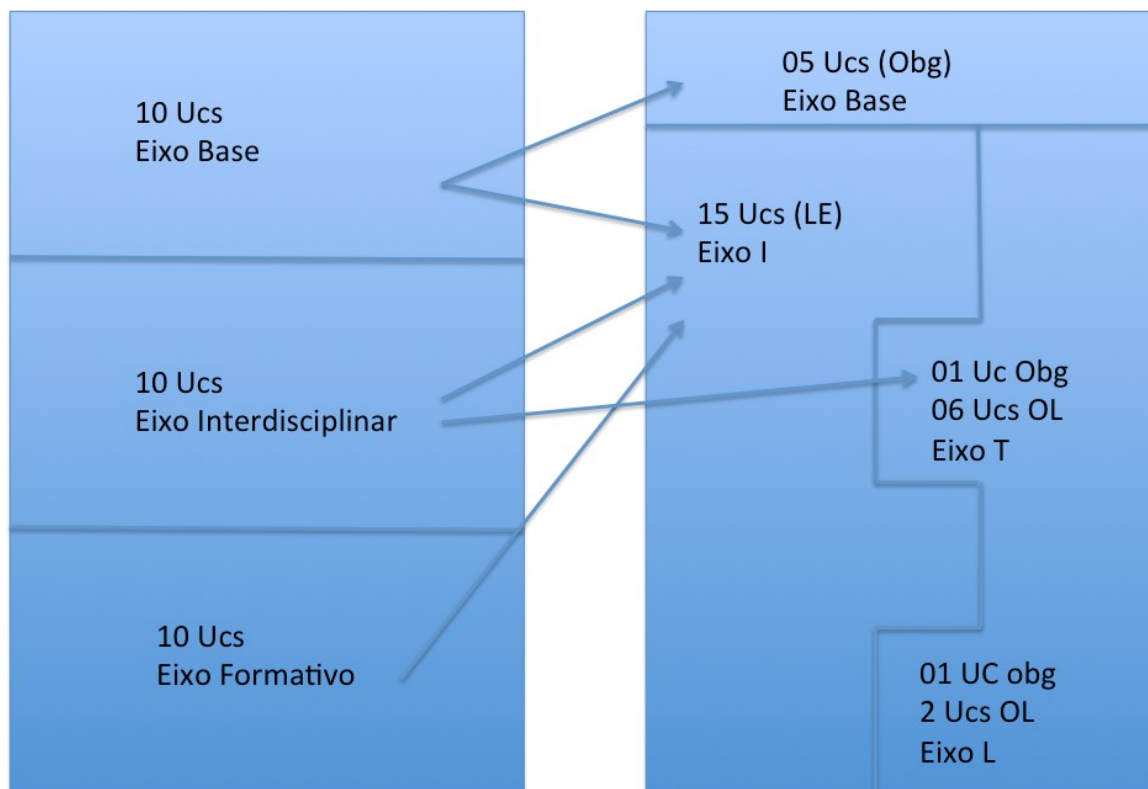 10 Ucs
Eixo Base
10 Ucs
Eixo Interdisciplinar
10 Ucs
Eixo Formativo
05 Ucs (Obg)
Eixo Base
15 Ucs (LE)
Eixo I
01 Uc Obg
06 Ucs OL
Eixo T
01 UC obg
2 Ucs OL
Eixo L